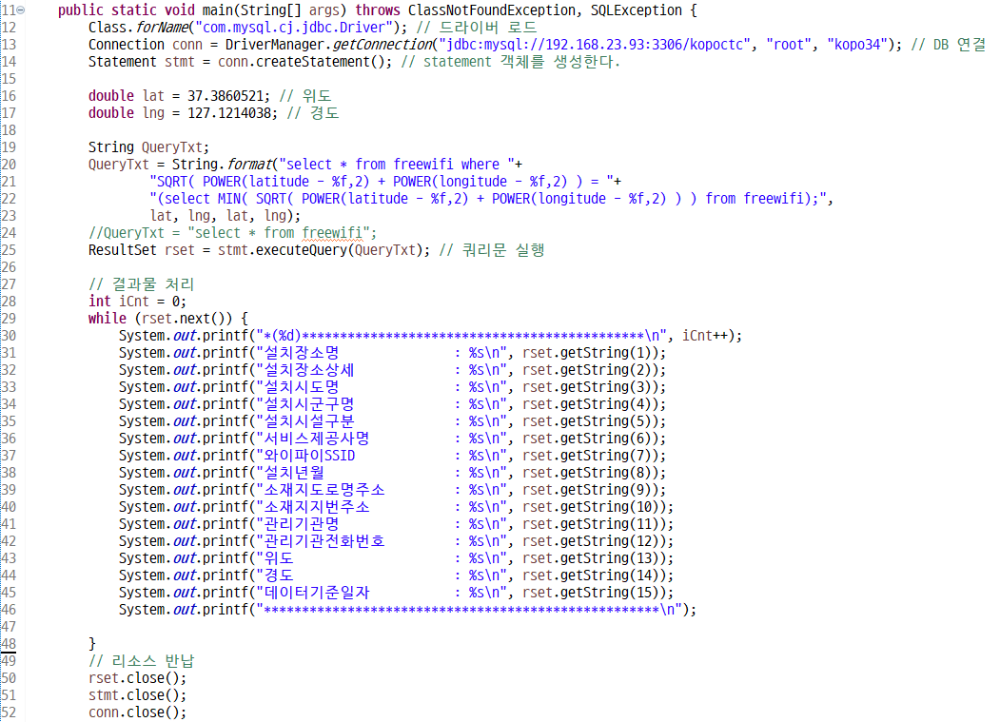 11 public static void main(String[] args) throws ClassNotFoundException, SQLException {
12 Class.forName("com.mysql.cj.jdbc.Driver"); // 드라이버 로드
13 Connection conn = DriverManager.getConnection("jdbc:mysql://192.168.23.93:3306/kopoctc", "root", "kopo34"); // DB 연결
14 Statement stmt = conn.createStatement(); // statement 객체를 생성한다.
15
16 double lat = 37.3860521; // 위도
17 double lng = 127.1214038; // 경도
18
19 String QueryTxt;
20 QueryTxt = String.format("select * from freewifi where "+
21 "SQRT( POWER(latitude - %f,2) + POWER(longitude - %f,2) ) = "+
22 "(select MIN( SQRT( POWER(latitude - %f,2) + POWER(longitude - %f,2) ) ) from freewifi);",
23 lat, lng, lat, lng);
24 //QueryTxt = "select * from freewifi";
25 ResultSet rset = stmt.executeQuery(QueryTxt); // 쿼리문 실행
26
27 // 결과물 처리
28 int iCnt = 0;
29 while (rset.next()) {
30 System.out.printf("*(%d)*********************************************\n", iCnt++);
31 System.out.printf("설치장소명 : %s\n", rset.getString(1));
32 System.out.printf("설치장소상세 : %s\n", rset.getString(2));
33 System.out.printf("설치시도명 : %s\n", rset.getString(3));
34 System.out.printf("설치시군구명 : %s\n", rset.getString(4));
35 System.out.printf("설치시설구분 : %s\n", rset.getString(5));
36 System.out.printf("서비스제공사명 : %s\n", rset.getString(6));
37 System.out.printf("와이파이SSID : %s\n", rset.getString(7));
38 System.out.printf("설치년월 : %s\n", rset.getString(8));
39 System.out.printf("소재지도로명주소 : %s\n", rset.getString(9));
40 System.out.printf("소재지지번주소 : %s\n", rset.getString(10));
41 System.out.printf("관리기관명 : %s\n", rset.getString(11));
42 System.out.printf("관리기관전화번호 : %s\n", rset.getString(12));
43 System.out.printf("위도 : %s\n", rset.getString(13));
44 System.out.printf("경도 : %s\n", rset.getString(14));
45 System.out.printf("데이터기준일자 : %s\n", rset.getString(15));
46 System.out.printf("****************************************************\n");
47
48 }
49 // 리소스 반납
50 rset.close();
51 stmt.close();
52 conn.close();